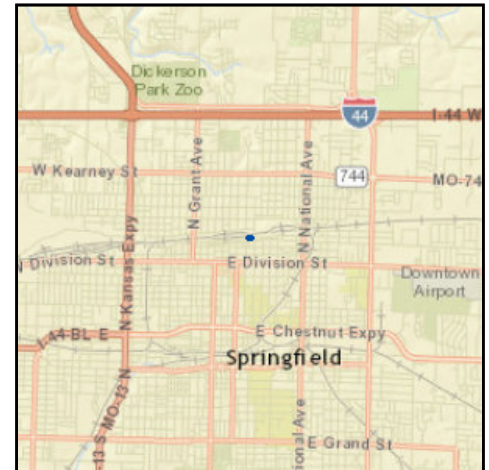 Dickerson
Park Zoo
44
I-44 W
W Kearney St
N Grant Ave
744
MO-74
N National Ave
N Kansas Expy
N Division St
E Division St
Downtown
Airport
I-44 BL E
E Chestnut Expy
Springfield
S MO-13 N
-13
ional Ave
E Grand St